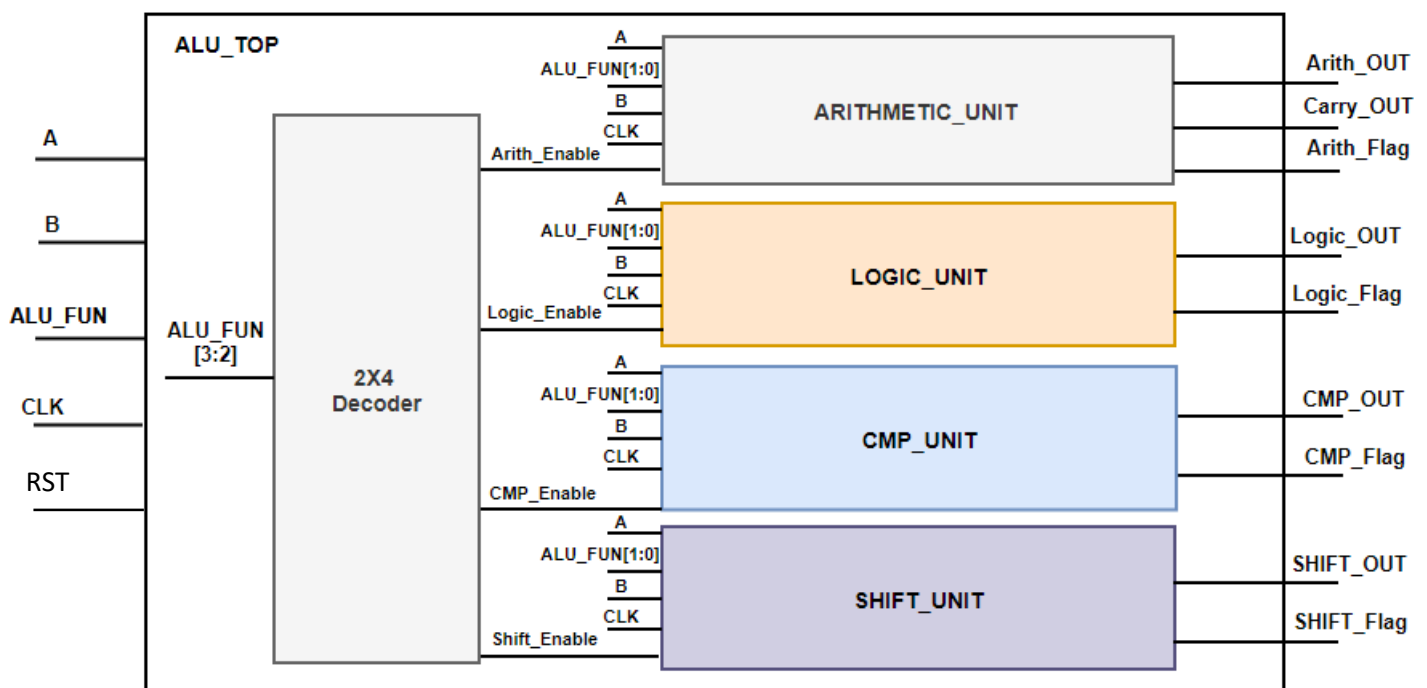 ALU_TOP
A
B
ALU_FUN
CLK
RST
ALU_FUN
[3:2]
2X4
Decoder
Arith_Enable
Logic_Enable
CMP_Enable
Shift_Enable
A
ALU_FUN[1:0]
B
CLK
ARITHMETIC_UNIT
Arith_OUT
Carry_OUT
Arith_Flag
A
ALU_FUN[1:0]
B
CLK
LOGIC_UNIT
Logic_OUT
Logic_Flag
A
ALU_FUN[1:0]
B
CLK
CMP_UNIT
CMP_OUT
CMP_Flag
A
ALU_FUN[1:0]
B
CLK
SHIFT_UNIT
SHIFT_OUT
SHIFT_Flag